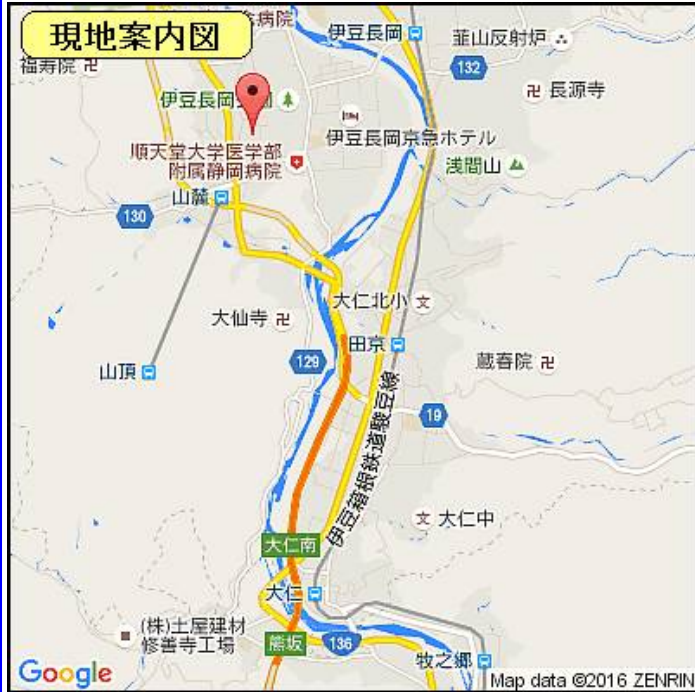 現地案内図
病院
福寿院
伊豆長岡
韮山反射炉
132
長源寺
伊豆長岡
伊豆長岡京急ホテル
順天堂大学医学部
附属静岡病院
浅間山
山麓
130
大仙寺
大仁北小
文
田京
129
山頂
蔵春院
19
伊豆箱根鉄道駿豆線
文
大仁中
大仁南
大仁
(株)土屋建材
修善寺工場
熊坂
136
牧之郷
Google
Map data ©2016 ZENRIN